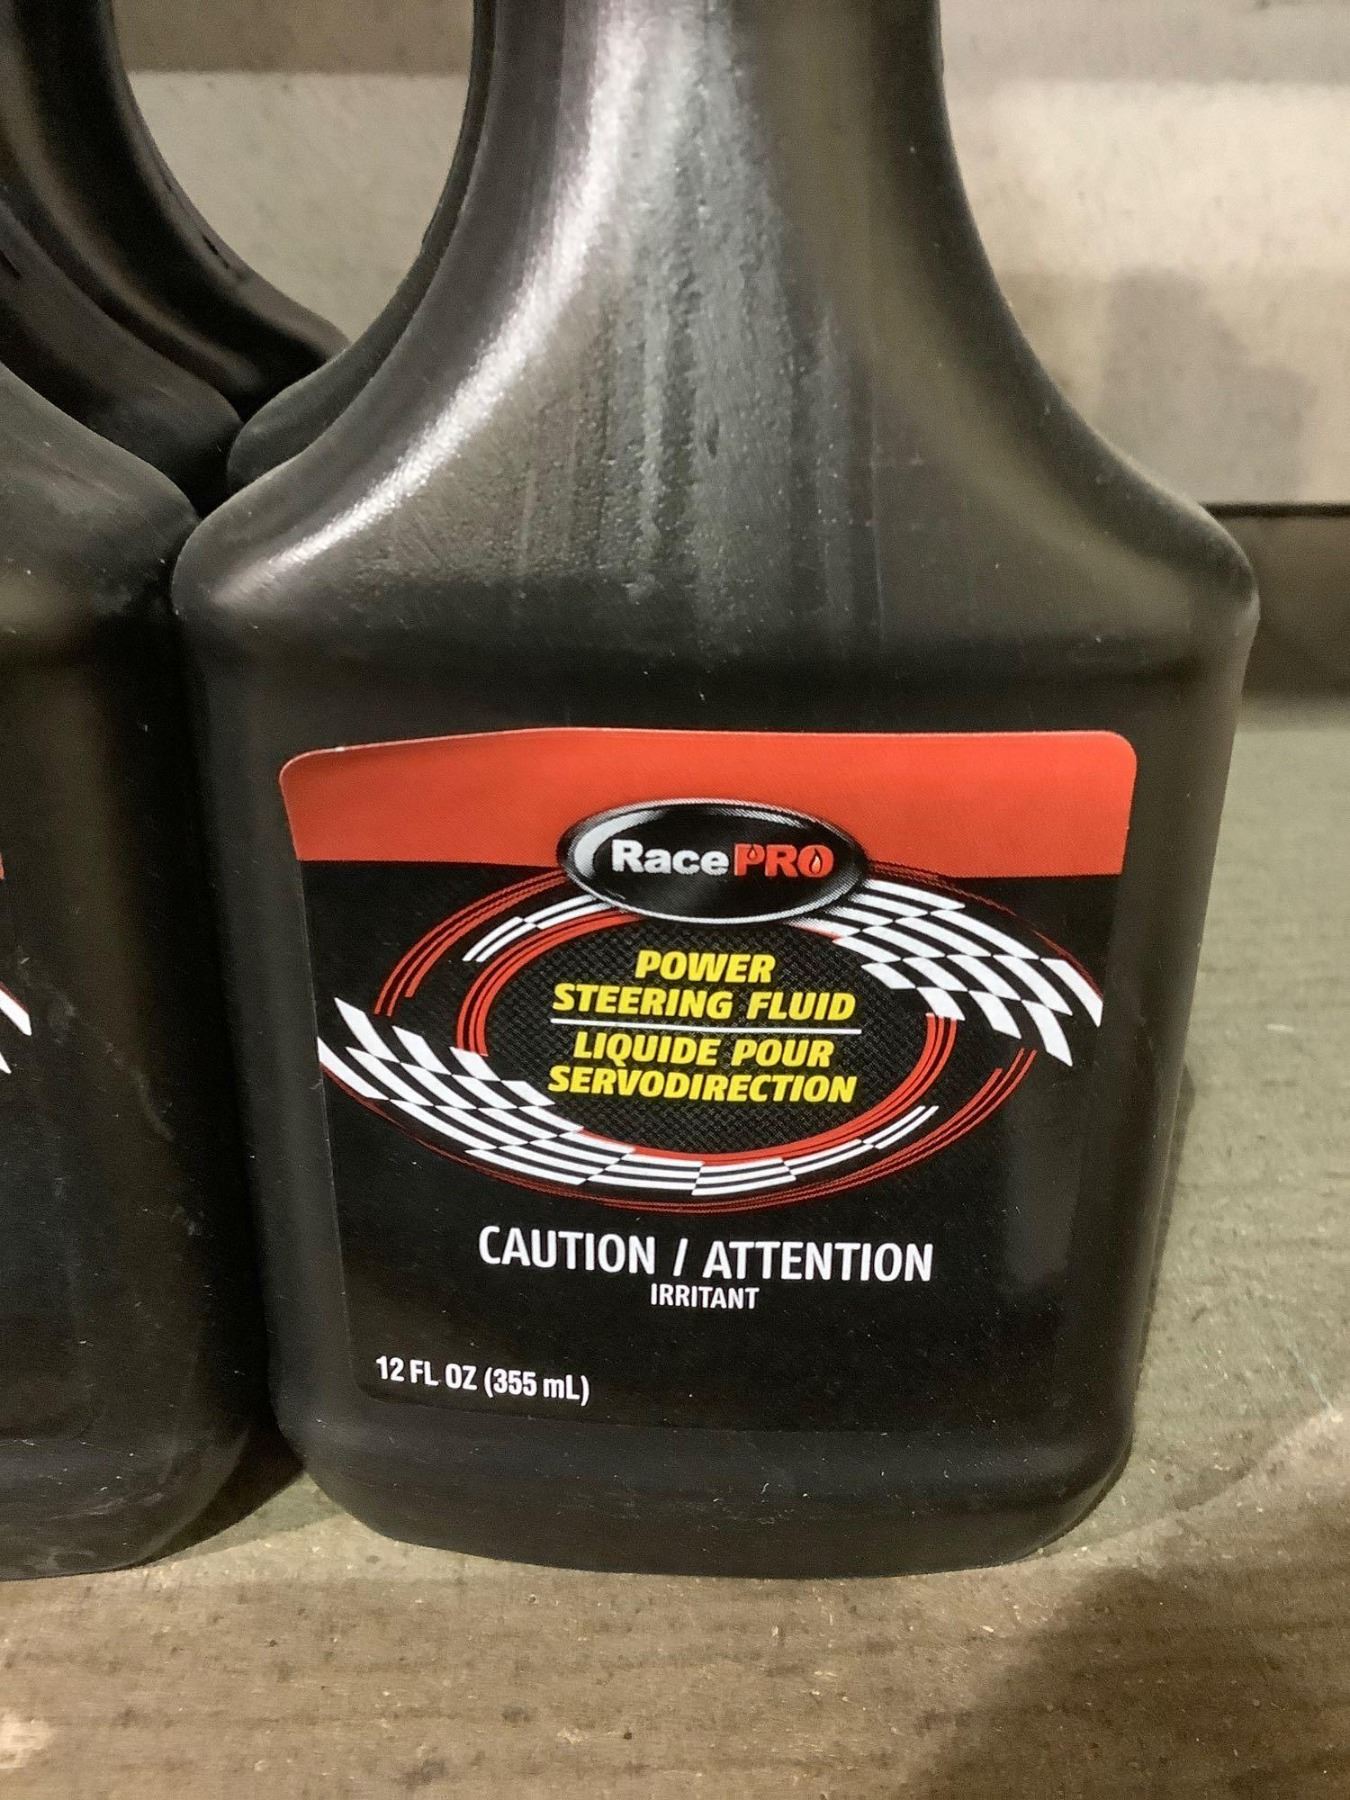 RacePRO
POWER
STEERING FLUID
LIQUIDE POUR
SERVODIRECTION
CAUTION / ATTENTION
IRRITANT
12 FL OZ (355 mL)